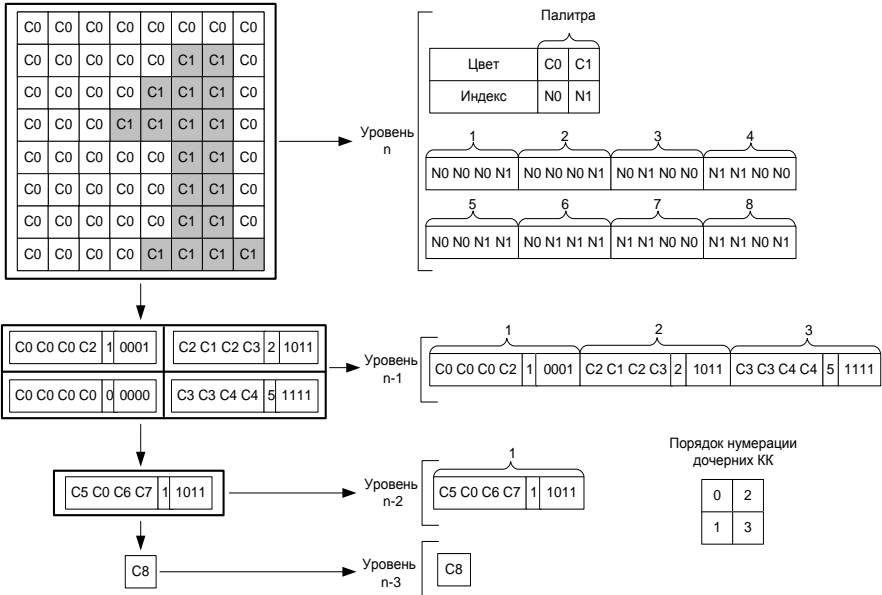 C0 C0 C0 C0 C0 C0 C0 C0
C0 C0 C0 C0 C0 C1 C1 C0
C0 C0 C0 C0 C1 C1 C1 C0
C0 C0 C0 C1 C1 C1 C1 C0
C0 C0 C0 C0 C0 C1 C1 C0
C0 C0 C0 C0 C0 C1 C1 C0
C0 C0 C0 C0 C0 C1 C1 C0
C0 C0 C0 C0 C1 C1 C1 C1
Уровень
n
Палитра
Цвет C0 C1
Индекс N0 N1
1 2 3 4
N0 N0 N0 N1 N0 N0 N0 N1 N0 N1 N0 N0 N1 N1 N0 N0
5 6 7 8
N0 N0 N1 N1 N0 N1 N1 N1 N1 N1 N0 N0 N1 N1 N0 N1
C0 C0 C0 C2 1 0001 C2 C1 C2 C3 2 1011
C0 C0 C0 C0 0 0000 C3 C3 C4 C4 5 1111
Уровень
n-1
1 2 3
C0 C0 C0 C2 1 0001 C2 C1 C2 C3 2 1011 C3 C3 C4 C4 5 1111
C5 C0 C6 C7 1 1011
Уровень
n-2
1
C5 C0 C6 C7 1 1011
Порядок нумерации
дочерних КК
0 2
1 3
C8
Уровень
n-3
C8